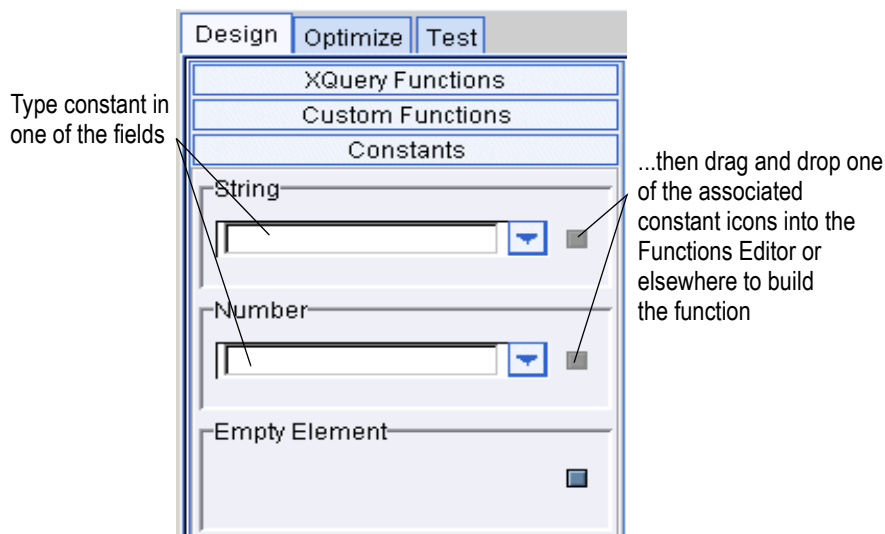 Design Optimize Test
XQuery Functions
Custom Functions
Constants
Type constant in
one of the fields
String
Number
Empty Element
...then drag and drop one
of the associated
constant icons into the
Functions Editor or
elsewhere to build
the function